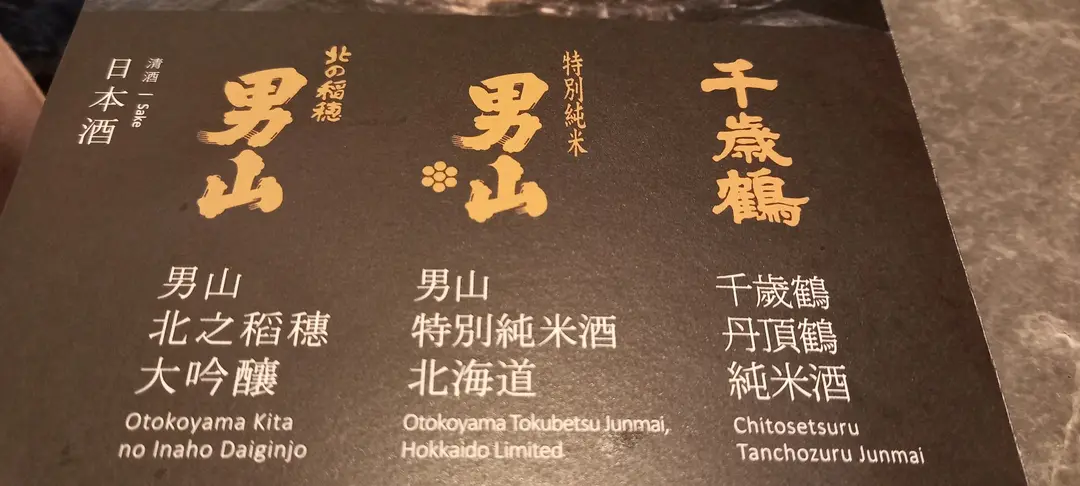 日本酒
清酒 | Sake
男山
北の稲穂
男山
特別純米
千歳鶴
男山
北之稻穗
大吟釀
Otokoyama Kita
no Inaho Daiginjo
男山
特別純米酒
北海道
Otokoyama Tokubetsu Junmai,
Hokkaido Limited
千歲鶴
丹頂鶴
純米酒
Chitosetsuru
Tanchozuru Junmai